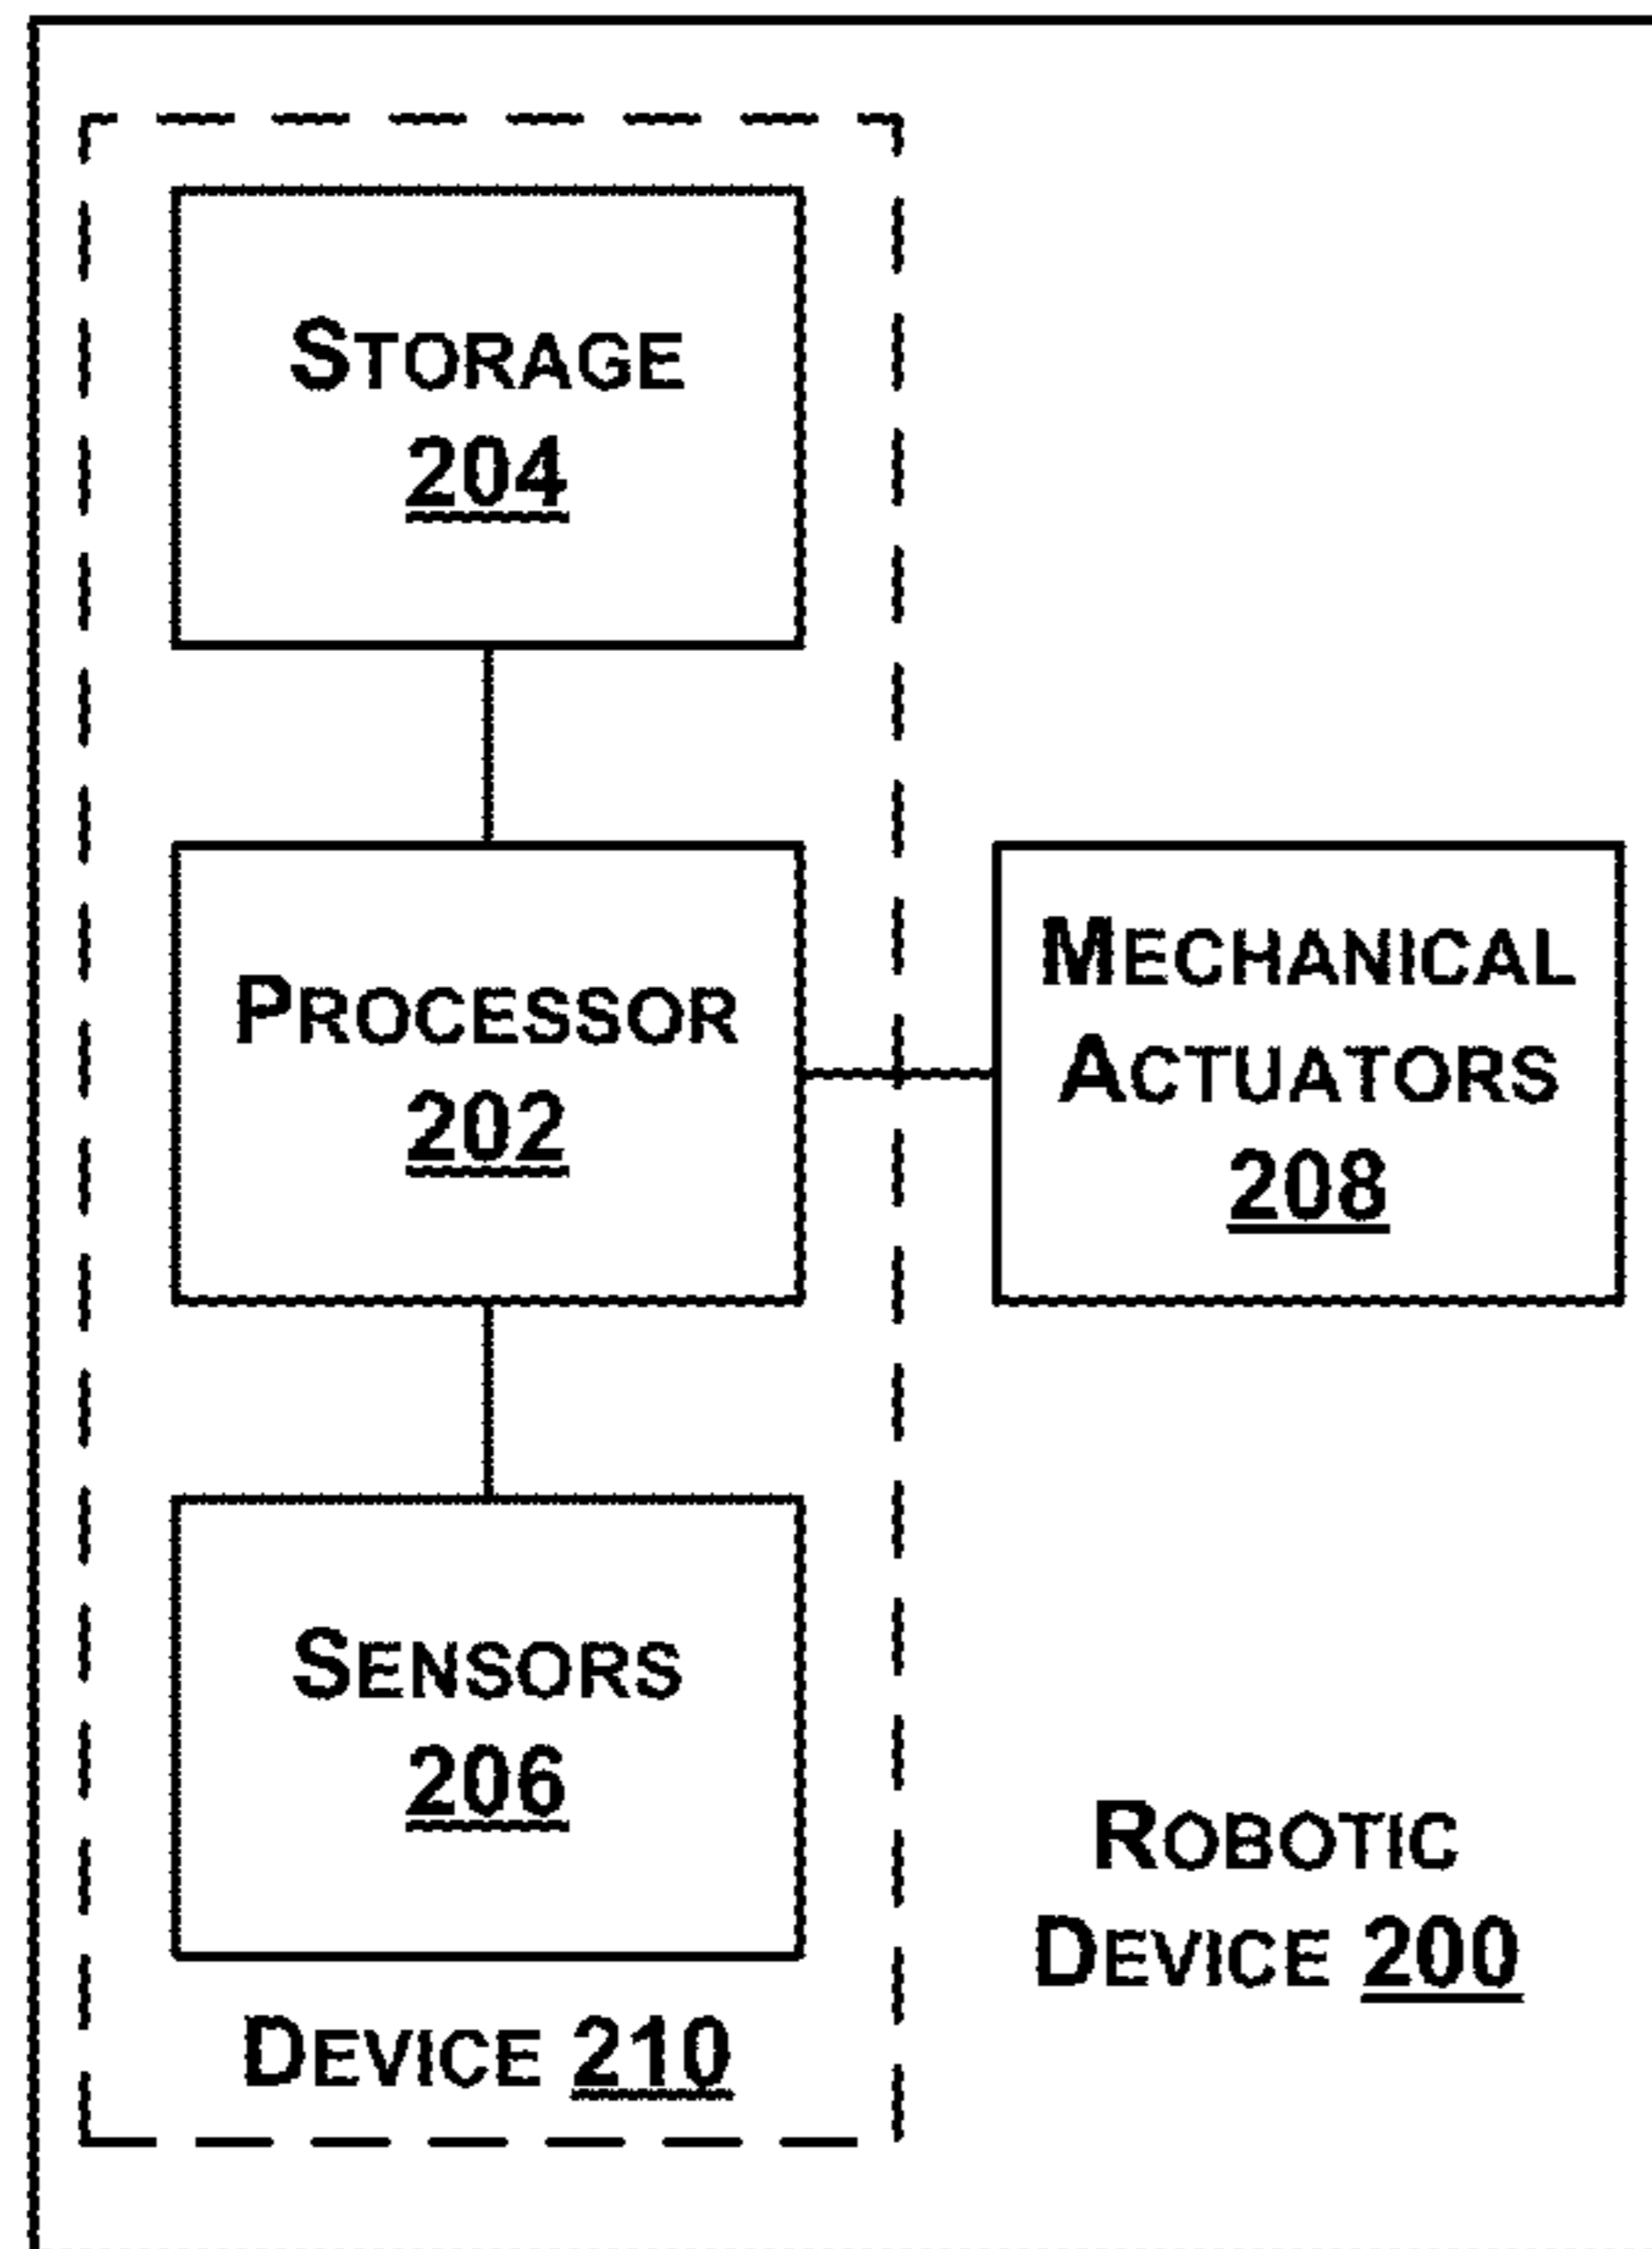 STORAGE
204
PROCESSOR
202
MECHANICAL
ACTUATORS
208
SENSORS
206
DEVICE 210
ROBOTIC
DEVICE 200